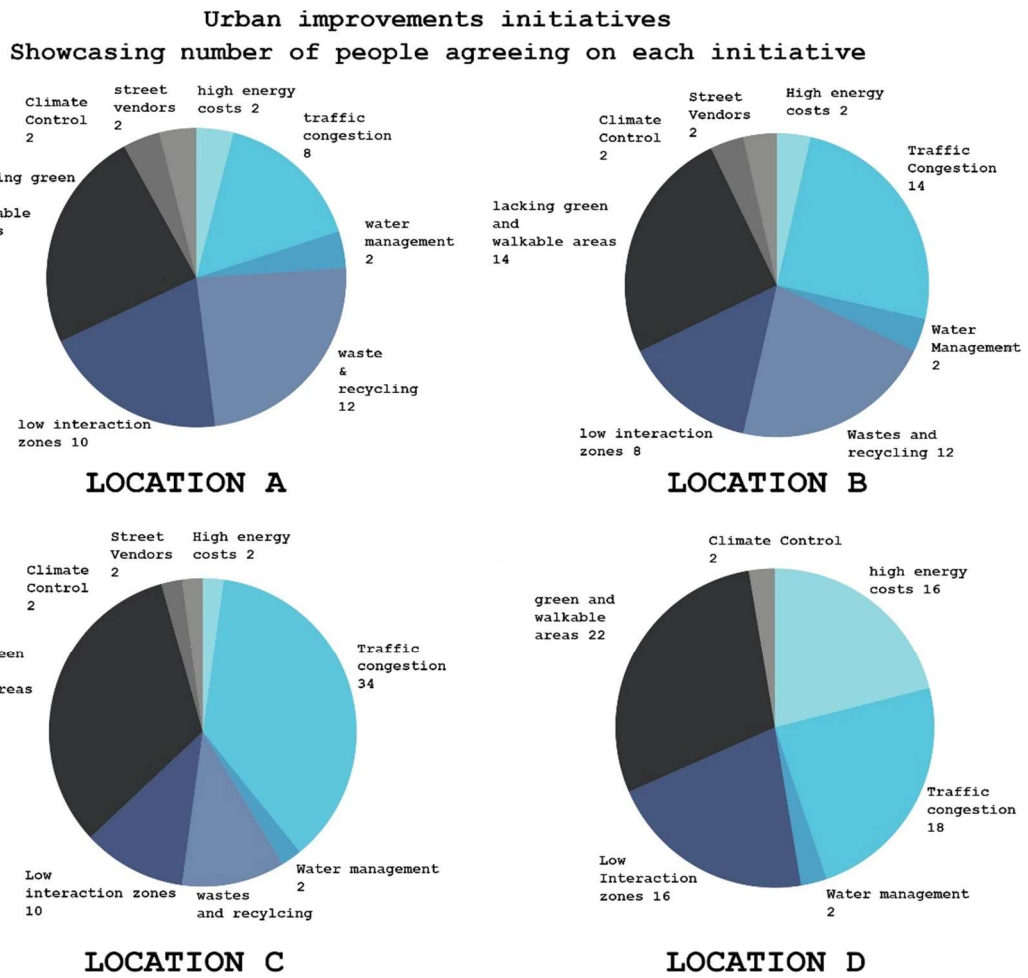 Urban improvements initiatives
Showcasing number of people agreeing on each initiative
Climate
Control
2
street
vendors
2
high energy
costs 2
traffic
congestion
8
water
management
2
waste
&
recycling
12
low interaction
zones 10
green
LOCATION A
Climate
Control
2
Street
Vendors
2
High energy
costs 2
Traffic
Congestion
14
Water
Management
2
Wastes and
recycling 12
low interaction
zones 8
lacking green
and
walkable areas
14
LOCATION B
Climate
Control
2
Street
Vendors
2
High energy
costs 2
Traffic
congestion
34
Water management
2
wastes
and recylcing
Low
interaction zones
10
LOCATION C
Climate Control
2
high energy
costs 16
Traffic
congestion
18
Water management
2
Low
Interaction
zones 16
green and
walkable
areas 22
LOCATION D